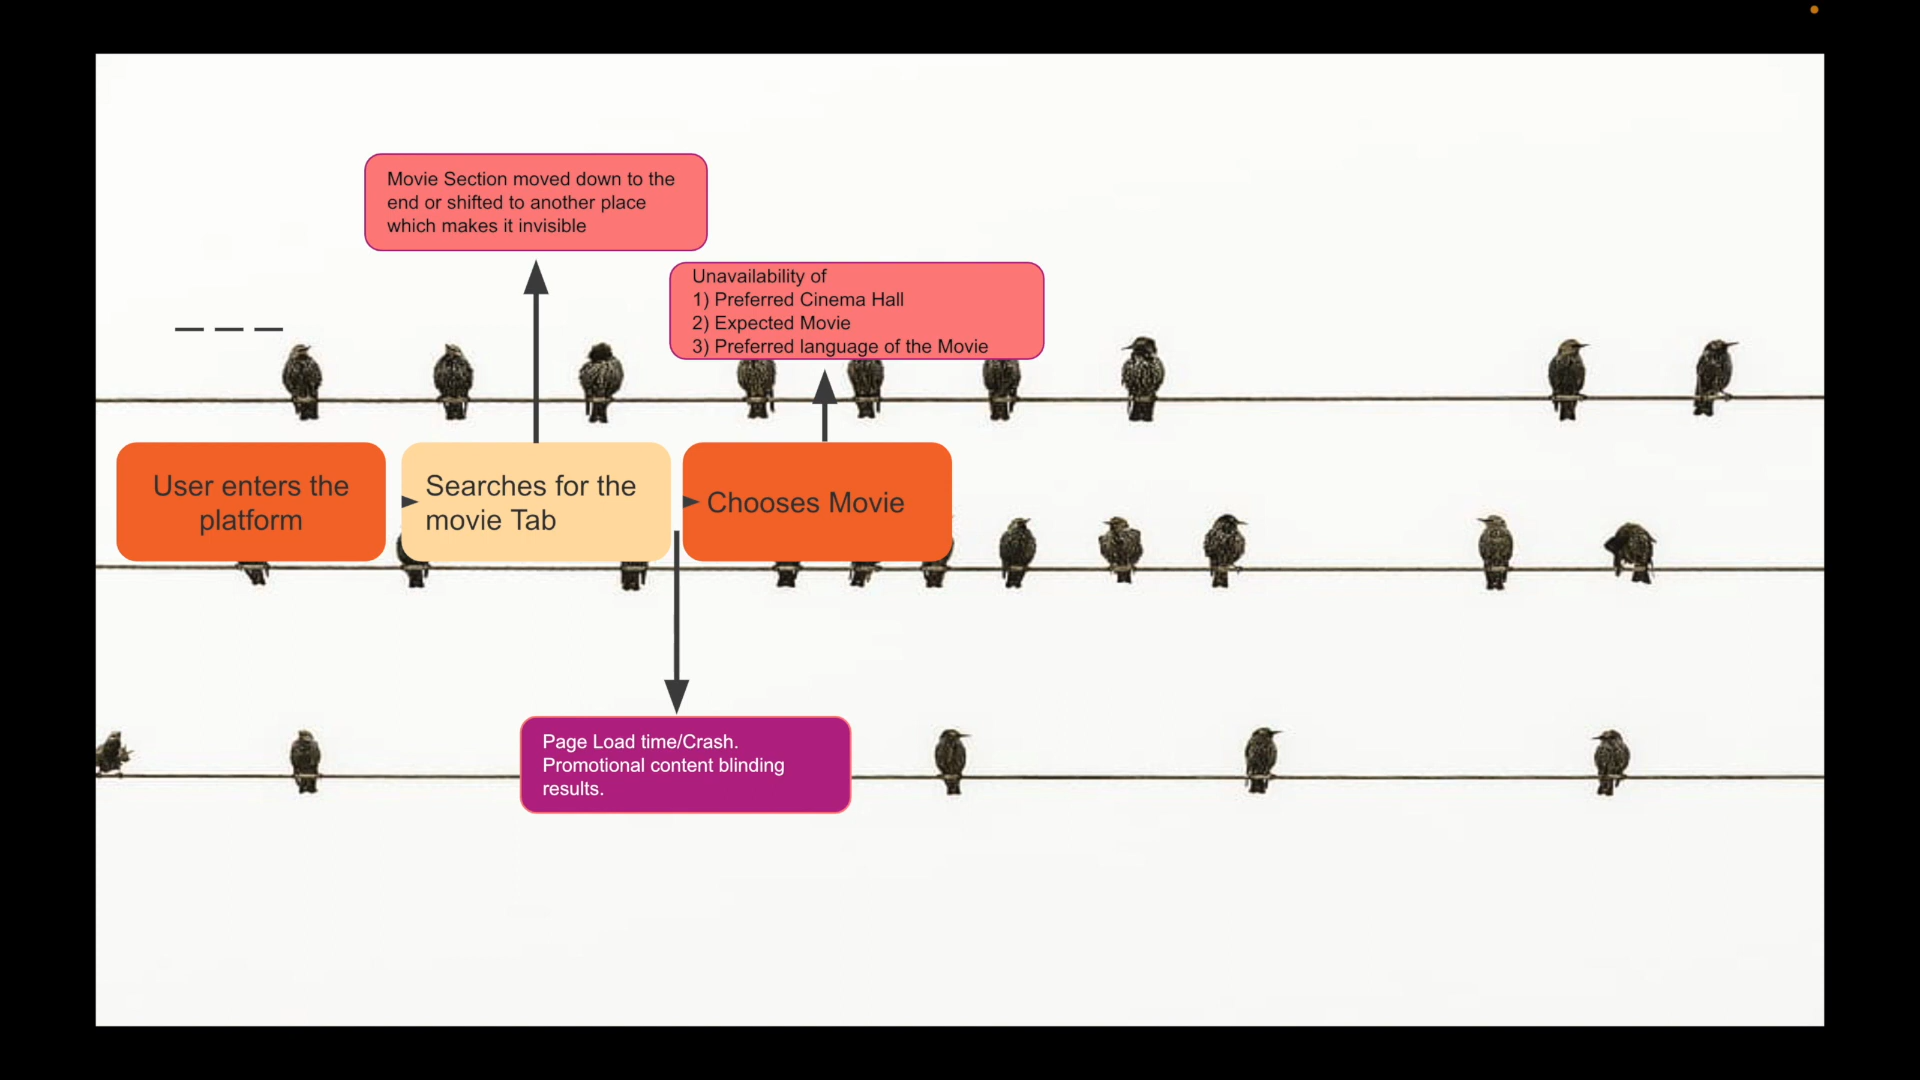 Movie Section moved down to the
end or shifted to another place
which makes it invisible
Unavailability of
1) Preferred Cinema Hall
2) Expected Movie
3) Preferred language of the Movie
User enters the
platform
Searches for the
movie Tab
Chooses Movie
Page Load time/Crash.
Promotional content blinding
results.